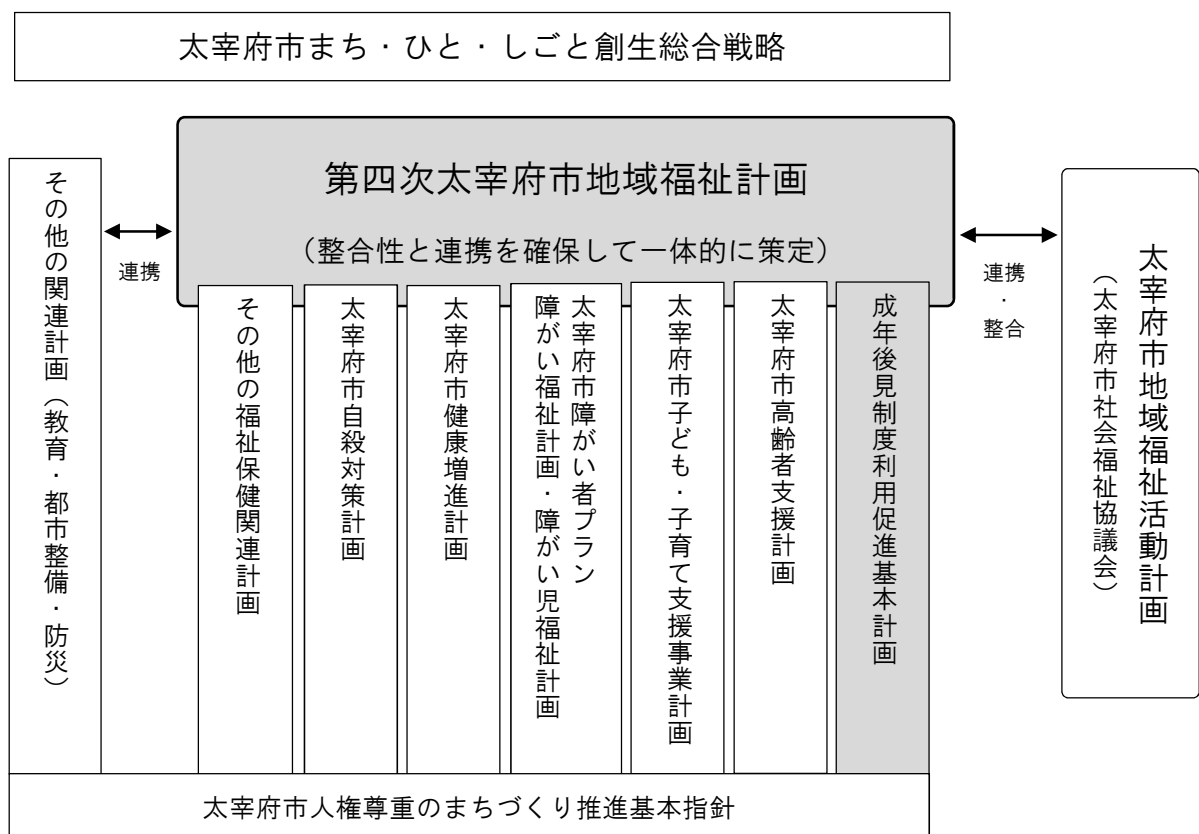 太宰府市まち・ひと・しごと創生総合戦略
第四次太宰府市地域福祉計画
（整合性と連携を確保して一体的に策定）
その他の関連計画（教育・都市整備・防災）
連携
その他の福祉保健関連計画
太宰府市自殺対策計画
太宰府市健康増進計画
太宰府市障がい者プラン
障がい福祉計画・障がい児福祉計画
太宰府市子ども・子育て支援事業計画
太宰府市高齢者支援計画
成年後見制度利用促進基本計画
連携
・
整合
太宰府市地域福祉活動計画
（太宰府市社会福祉協議会）
太宰府市人権尊重のまちづくり推進基本指針